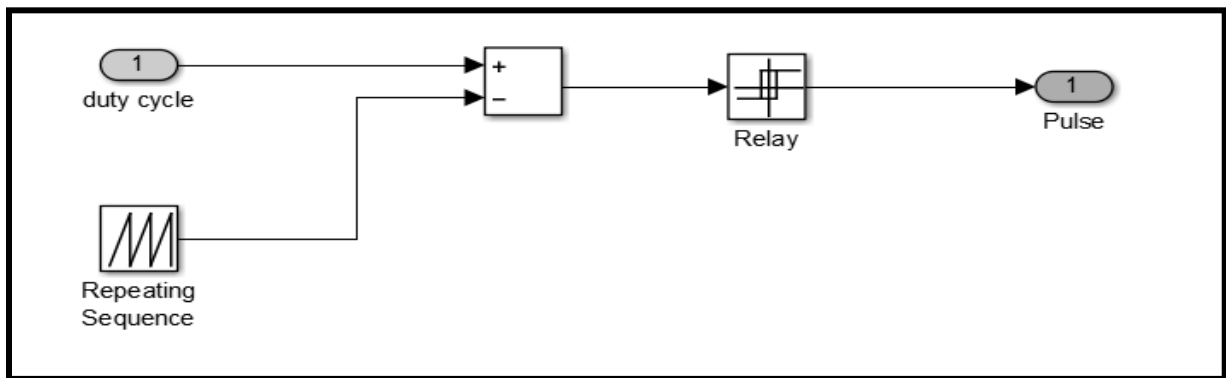 1
duty cycle
+
−
Relay
1
Pulse
Repeating
Sequence